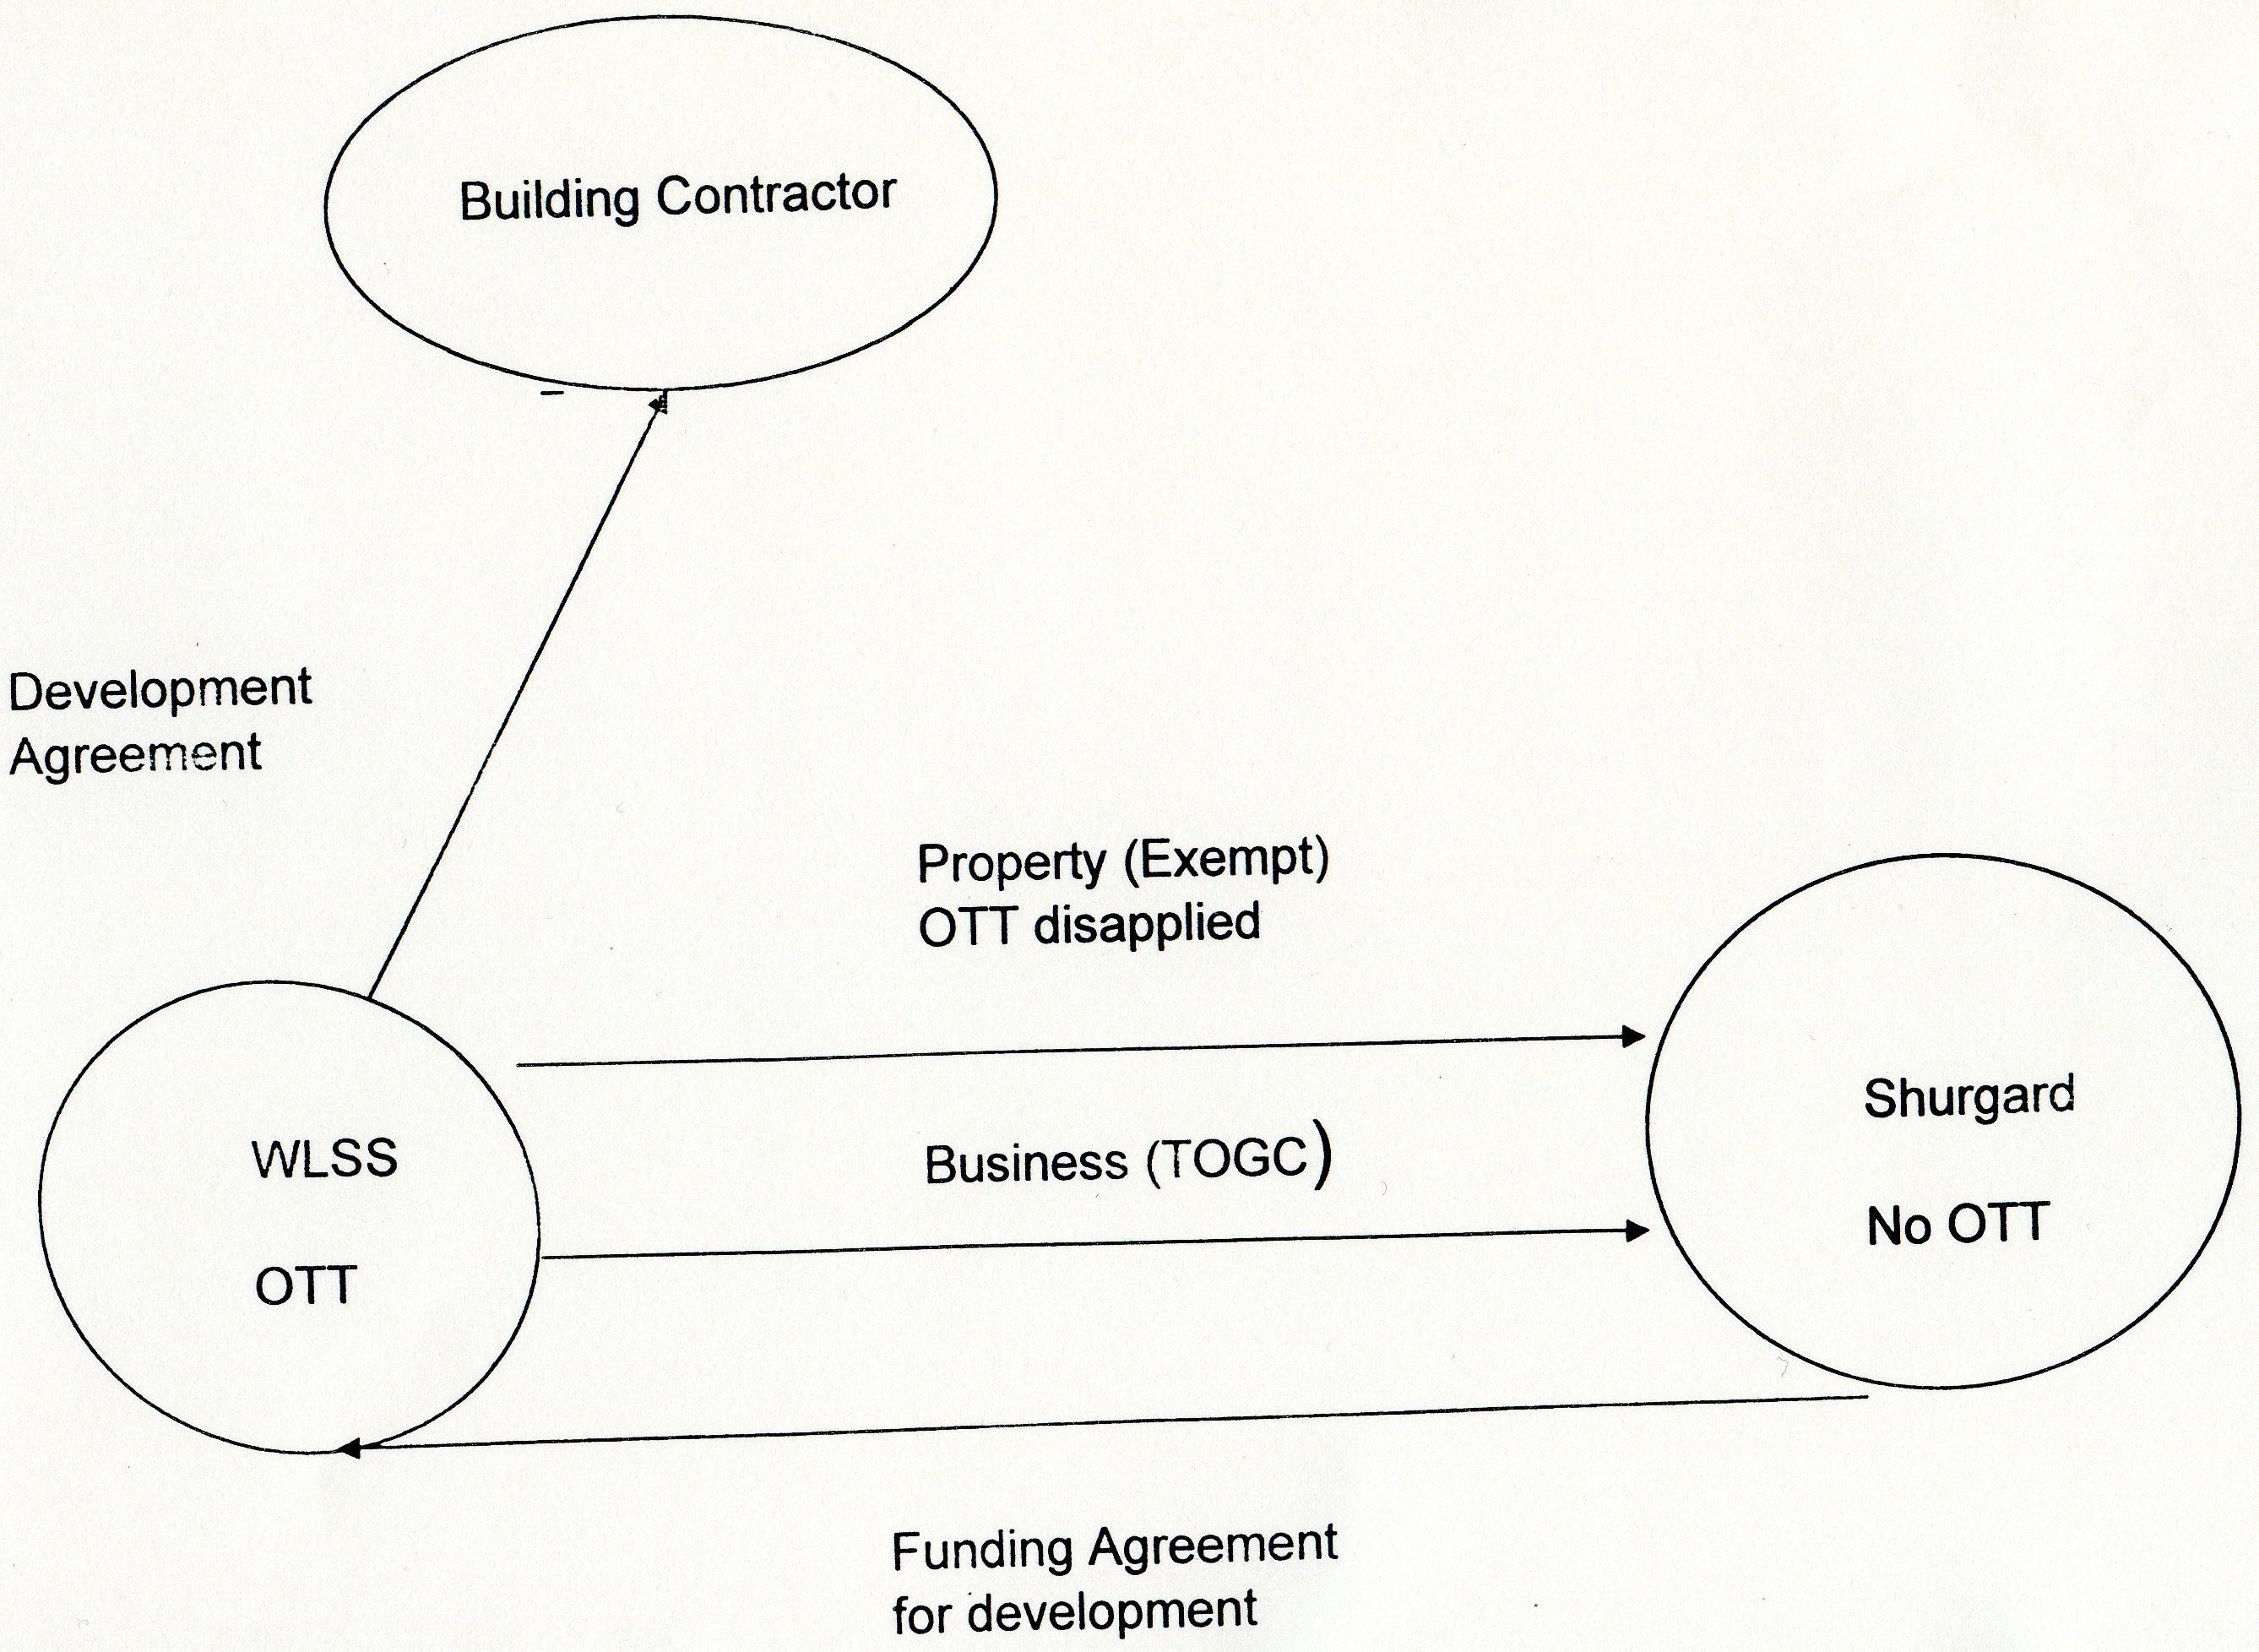 Building Contractor
Development
Agreement
Property (Exempt)
OTT disapplied
WLSS
OTT
Business (TOGC)
Shurgard
No OTT
Funding Agreement
for development